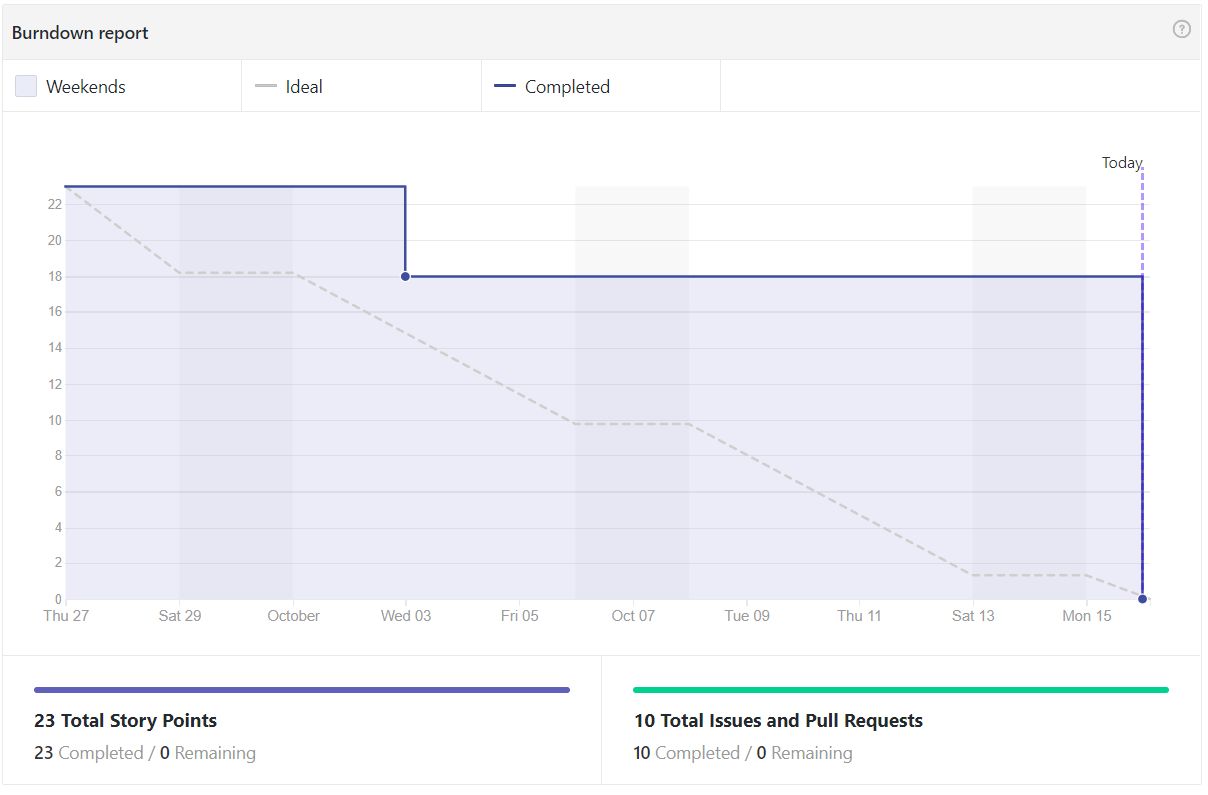 Burndown report
?
Weekends
Ideal
Completed
Today
22
20
18
16
14
12
10
8
6
4
2
0
Thu 27 Sat 29 October Wed 03 Fri 05 Oct 07 Tue 09 Thu 11 Sat 13 Mon 15
23 Total Story Points
23 Completed / 0 Remaining
10 Total Issues and Pull Requests
10 Completed / 0 Remaining